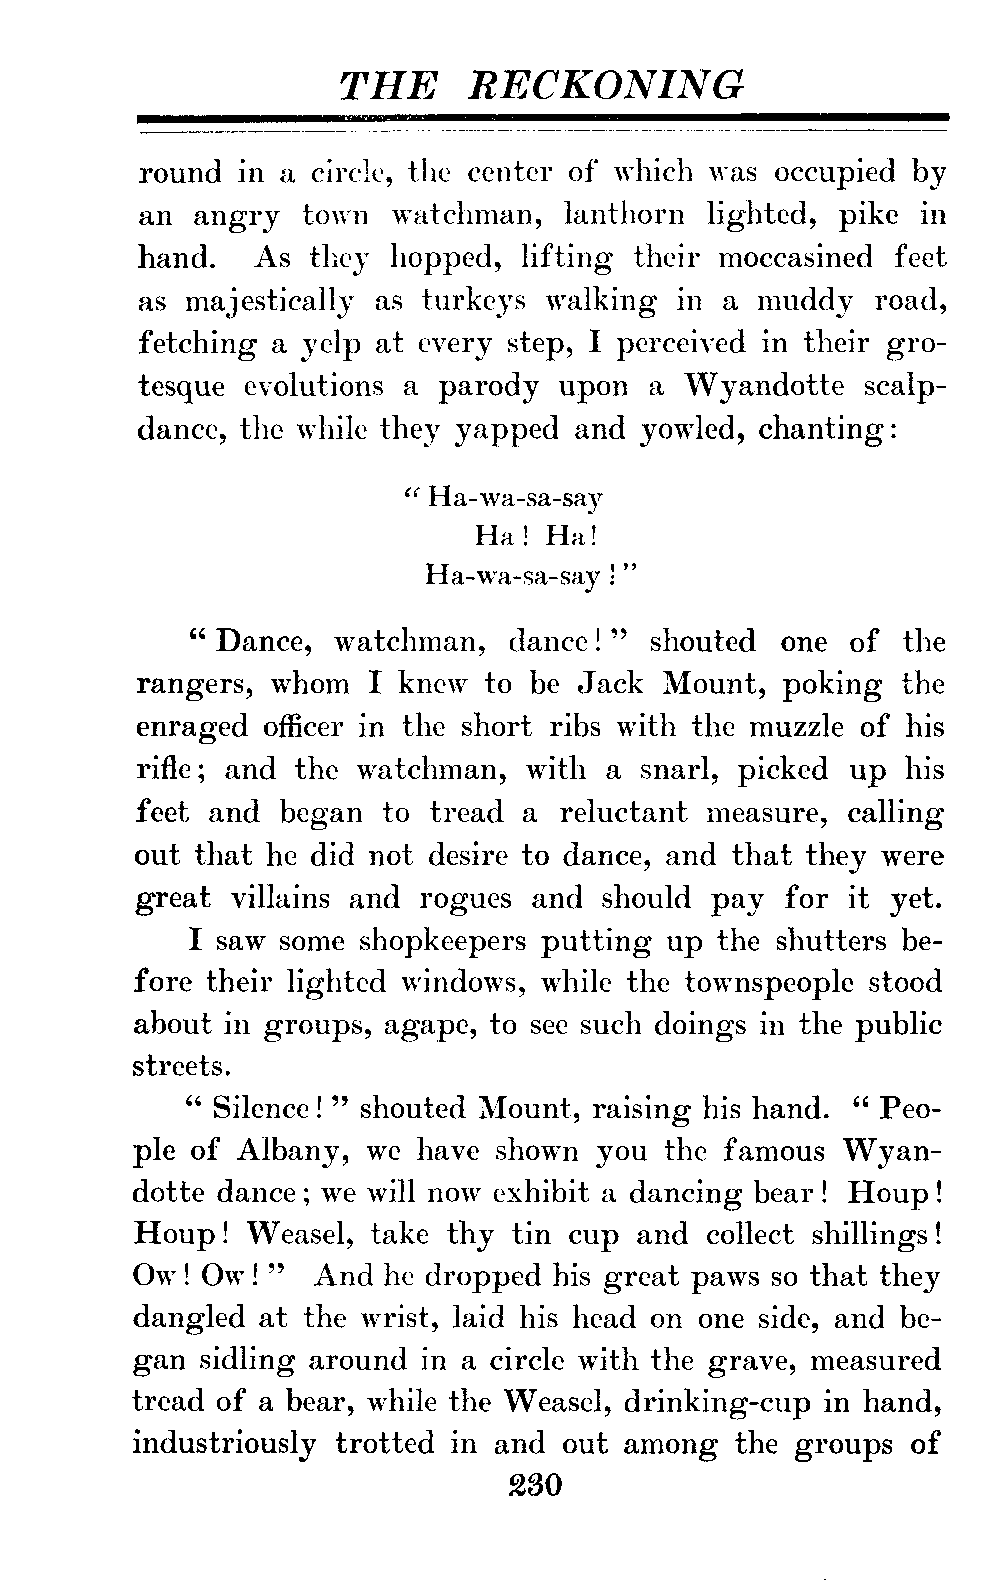 THE RECKONING
round in a circle, the center of which was occupied by
an angry town watchman, lanthorn lighted, pike in
hand. As they hopped, lifting their moccasined feet
as majestically as turkeys walking in a muddy road,
fetching a yelp at every step, I perceived in their gro-
tesque evolutions a parody upon a Wyandotte scalp-
dance, the while they yapped and yowled, chanting:
“ Ha-wa-sa-say
Ha! Ha!
Ha-wa-sa-say!”
“ Dance, watchman, dance! ” shouted one of the
rangers, whom I knew to be Jack Mount, poking the
enraged officer in the short ribs with the muzzle of his
rifle; and the watchman, with a snarl, picked up his
feet and began to tread a reluctant measure, calling
out that he did not desire to dance, and that they were
great villains and rogues and should pay for it yet.
I saw some shopkeepers putting up the shutters be-
fore their lighted windows, while the townspeople stood
about in groups, agape, to see such doings in the public
streets.
“ Silence! ” shouted Mount, raising his hand. “ Peo-
ple of Albany, we have shown you the famous Wyan-
dotte dance; we will now exhibit a dancing bear! Houp!
Houp! Weasel, take thy tin cup and collect shillings!
Ow! Ow! ” And he dropped his great paws so that they
dangled at the wrist, laid his head on one side, and be-
gan sidling around in a circle with the grave, measured
tread of a bear, while the Weasel, drinking-cup in hand,
industriously trotted in and out among the groups of
230